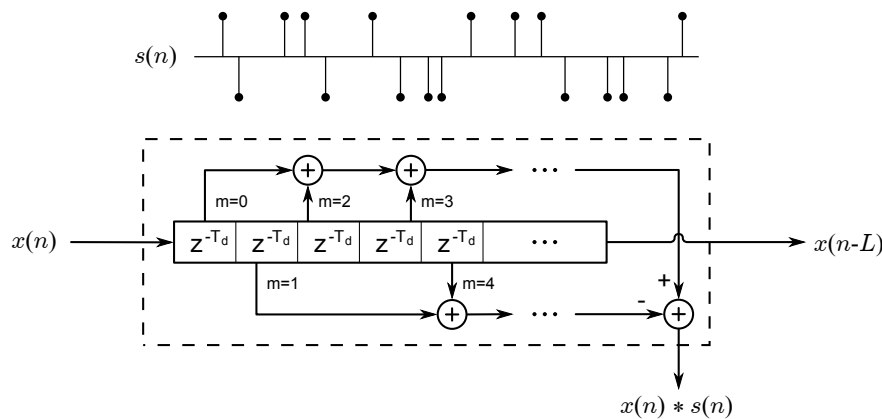 s(n)
m=0 m=2 m=3
x(n) z^-T_d z^-T_d z^-T_d z^-T_d z^-T_d ... x(n-L)
m=1 m=4 +
... - +
x(n) ∗ s(n)